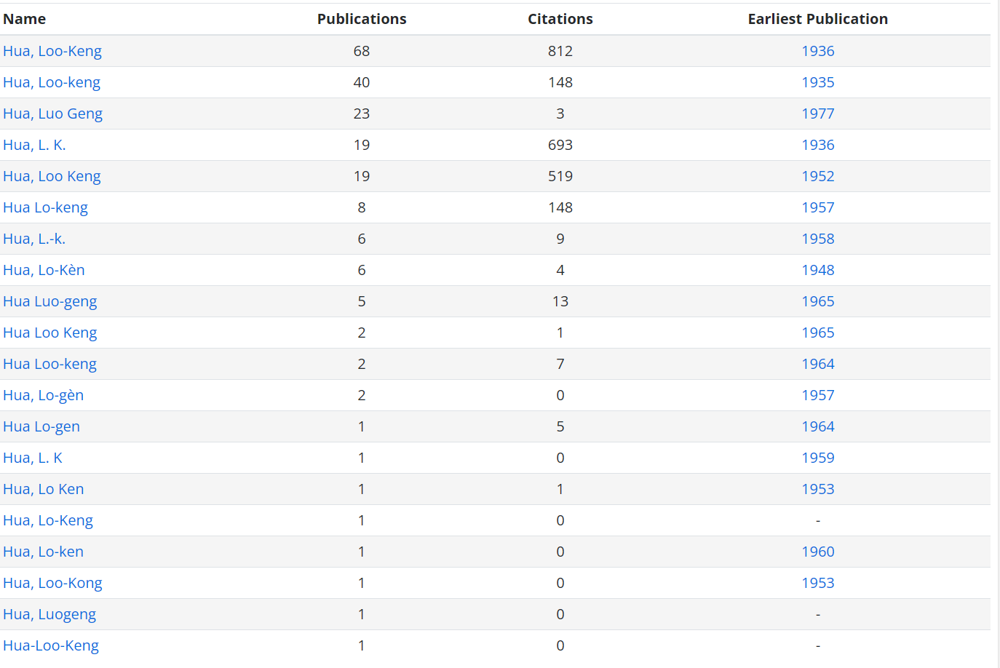 Name Publications Citations Earliest Publication
Hua, Loo-Keng 68 812 1936
Hua, Loo-keng 40 148 1935
Hua, Luo Geng 23 3 1977
Hua, L. K. 19 693 1936
Hua, Loo Keng 19 519 1952
Hua Lo-keng 8 148 1957
Hua, L.-k. 6 9 1958
Hua, Lo-Kèn 6 4 1948
Hua Luo-geng 5 13 1965
Hua Loo Keng 2 1 1965
Hua Loo-keng 2 7 1964
Hua, Lo-gèn 2 0 1957
Hua Lo-gen 1 5 1964
Hua, L. K 1 0 1959
Hua, Lo Ken 1 1 1953
Hua, Lo-Keng 1 0 -
Hua, Lo-ken 1 0 1960
Hua, Loo-Kong 1 0 1953
Hua, Luogeng 1 0 -
Hua-Loo-Keng 1 0 -